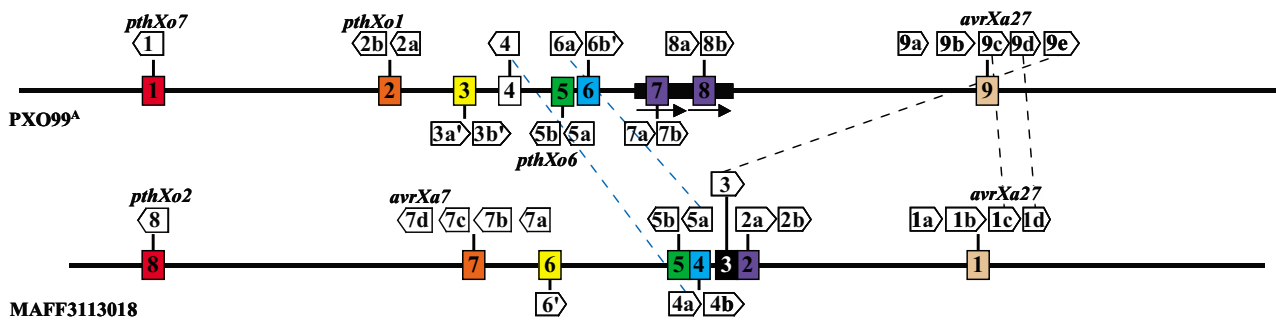 pthXo7 pthXo1 avrXa27
1 2b 2a 4 6a 6b' 8a 8b 9a 9b 9c 9d 9e
1 2 3 4 5 6 7 8 9
PXO99A
3a' 3b' 5b 5a 7a 7b
pthXo6
3
pthXo2 avrXa7 avrXa27
8 7d 7c 7b 7a 5b 5a 2a 2b 1a 1b 1c 1d
8 7 6 5 4 3 2 1
6' 4a 4b
MAFF3113018